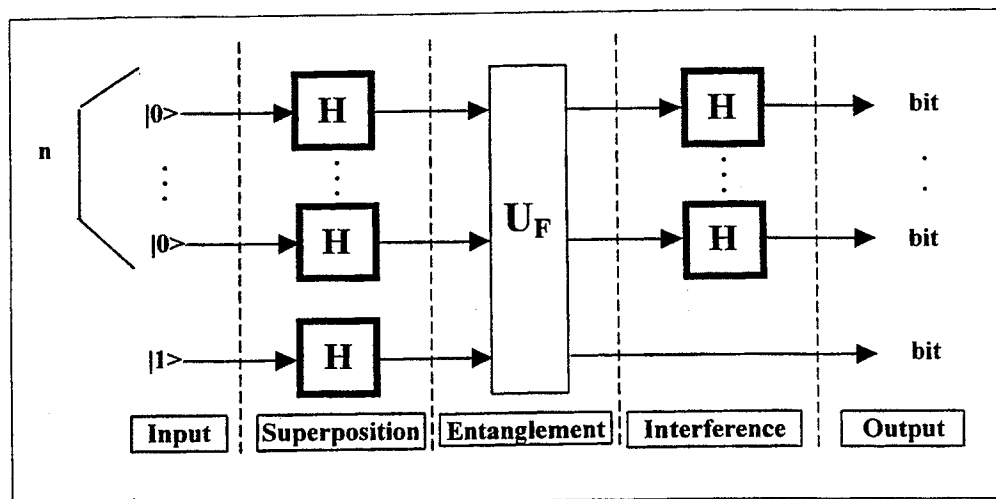 |0> H H bit
n
|0> H U_F H bit
|1> H bit
Input Superposition Entanglement Interference Output